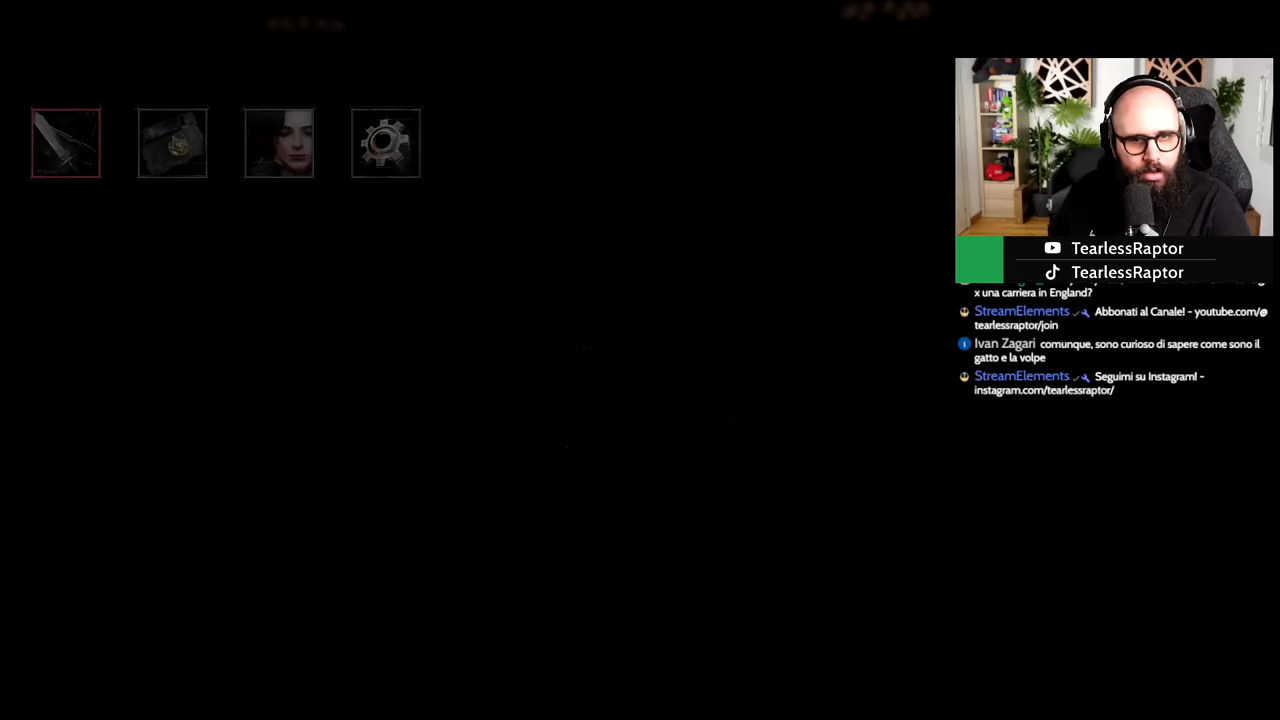 TearlessRaptor
TearlessRaptor
x una carriera in England?
StreamElements Abbonati al Canale! - youtube.com/@
tearlessraptor/join
Ivan Zagari comunque, sono curioso di sapere come sono il
gatto e la volpe
StreamElements Seguimi su Instagram! -
instagram.com/tearlessraptor/